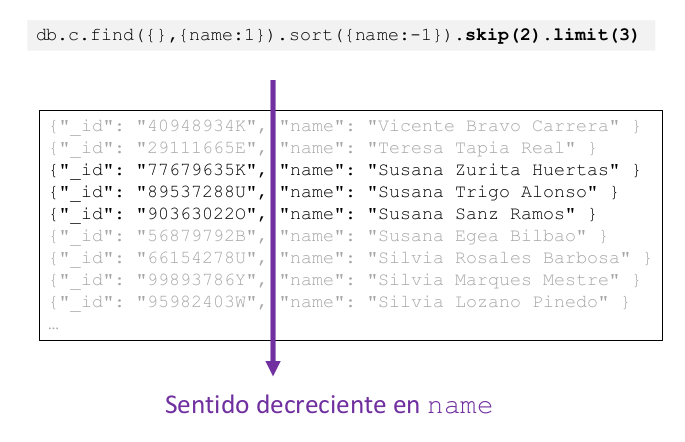 db.c.find({},{name:1}).sort({name:-1}).skip(2).limit(3)
{"_id": "40948934K", "name": "Vicente Bravo Carrera" }
{"_id": "29111665E", "name": "Teresa Tapia Real" }
{"_id": "77679635K", "name": "Susana Zurita Huertas" }
{"_id": "89537288U", "name": "Susana Trigo Alonso" }
{"_id": "90363022O", "name": "Susana Sanz Ramos" }
{"_id": "56879792B", "name": "Susana Egea Bilbao" }
{"_id": "66154278U", "name": "Silvia Rosales Barbosa" }
{"_id": "99893786Y", "name": "Silvia Marques Mestre" }
{"_id": "95982403W", "name": "Silvia Lozano Pinedo" }
…
Sentido decreciente en name